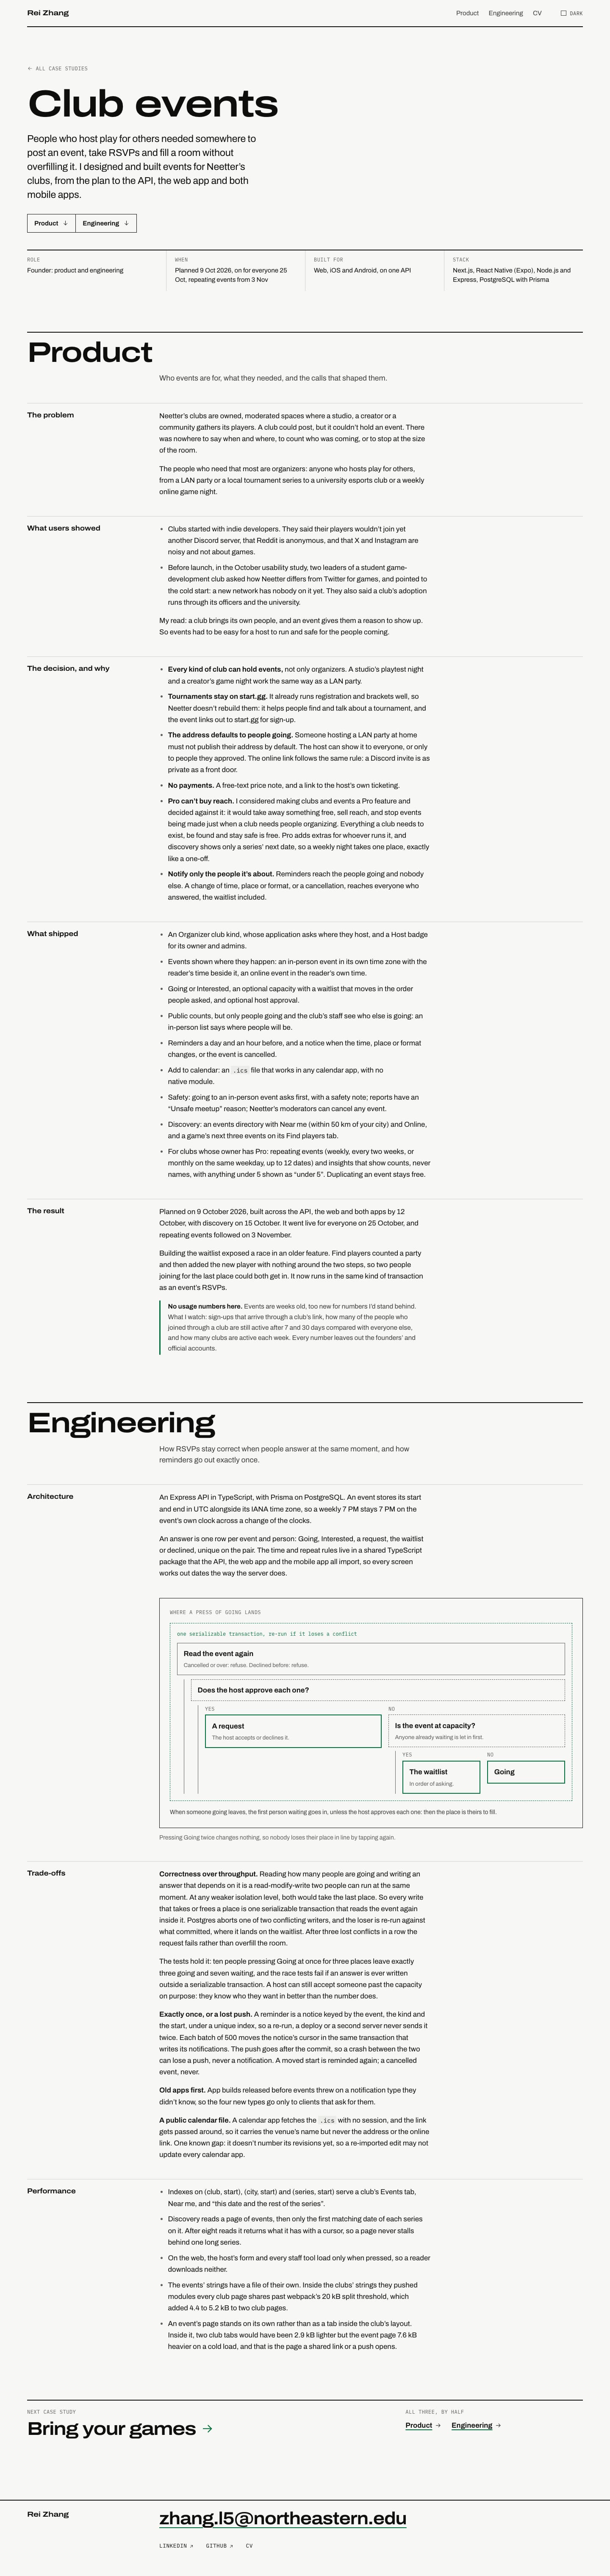 Rei Zhang
Product Engineering CV DARK
← ALL CASE STUDIES
Club events
People who host play for others needed somewhere to
post an event, take RSVPs and fill a room without
overfilling it. I designed and built events for Neetter’s
clubs, from the plan to the API, the web app and both
mobile apps.
Product ↓ Engineering ↓
ROLE
Founder: product and engineering
WHEN
Planned 9 Oct 2026, on for everyone 25
Oct, repeating events from 3 Nov
BUILT FOR
Web, iOS and Android, on one API
STACK
Next.js, React Native (Expo), Node.js and
Express, PostgreSQL with Prisma
Product
Who events are for, what they needed, and the calls that shaped them.
The problem
Neetter’s clubs are owned, moderated spaces where a studio, a creator or a
community gathers its players. A club could post, but it couldn’t hold an event. There
was nowhere to say when and where, to count who was coming, or to stop at the size
of the room.
The people who need that most are organizers: anyone who hosts play for others,
from a LAN party or a local tournament series to a university esports club or a weekly
online game night.
What users showed
• Clubs started with indie developers. They said their players wouldn’t join yet
another Discord server, that Reddit is anonymous, and that X and Instagram are
noisy and not about games.
• Before launch, in the October usability study, two leaders of a student game-
development club asked how Neetter differs from Twitter for games, and pointed to
the cold start: a new network has nobody on it yet. They also said a club’s adoption
runs through its officers and the university.
My read: a club brings its own people, and an event gives them a reason to show up.
So events had to be easy for a host to run and safe for the people coming.
The decision, and why
• Every kind of club can hold events, not only organizers. A studio’s playtest night
and a creator’s game night work the same way as a LAN party.
• Tournaments stay on start.gg. It already runs registration and brackets well, so
Neetter doesn’t rebuild them: it helps people find and talk about a tournament, and
the event links out to start.gg for sign-up.
• The address defaults to people going. Someone hosting a LAN party at home
must not publish their address by default. The host can show it to everyone, or only
to people they approved. The online link follows the same rule: a Discord invite is as
private as a front door.
• No payments. A free-text price note, and a link to the host’s own ticketing.
• Pro can’t buy reach. I considered making clubs and events a Pro feature and
decided against it: it would take away something free, sell reach, and stop events
being made just when a club needs people organizing. Everything a club needs to
exist, be found and stay safe is free. Pro adds extras for whoever runs it, and
discovery shows only a series’ next date, so a weekly night takes one place, exactly
like a one-off.
• Notify only the people it’s about. Reminders reach the people going and nobody
else. A change of time, place or format, or a cancellation, reaches everyone who
answered, the waitlist included.
What shipped
• An Organizer club kind, whose application asks where they host, and a Host badge
for its owner and admins.
• Events shown where they happen: an in-person event in its own time zone with the
reader’s time beside it, an online event in the reader’s own time.
• Going or Interested, an optional capacity with a waitlist that moves in the order
people asked, and optional host approval.
• Public counts, but only people going and the club’s staff see who else is going: an
in-person list says where people will be.
• Reminders a day and an hour before, and a notice when the time, place or format
changes, or the event is cancelled.
• Add to calendar: an .ics file that works in any calendar app, with no
native module.
• Safety: going to an in-person event asks first, with a safety note; reports have an
“Unsafe meetup” reason; Neetter’s moderators can cancel any event.
• Discovery: an events directory with Near me (within 50 km of your city) and Online,
and a game’s next three events on its Find players tab.
• For clubs whose owner has Pro: repeating events (weekly, every two weeks, or
monthly on the same weekday, up to 12 dates) and insights that show counts, never
names, with anything under 5 shown as “under 5”. Duplicating an event stays free.
The result
Planned on 9 October 2026, built across the API, the web and both apps by 12
October, with discovery on 15 October. It went live for everyone on 25 October, and
repeating events followed on 3 November.
Building the waitlist exposed a race in an older feature. Find players counted a party
and then added the new player with nothing around the two steps, so two people
joining for the last place could both get in. It now runs in the same kind of transaction
as an event’s RSVPs.
No usage numbers here. Events are weeks old, too new for numbers I’d stand behind.
What I watch: sign-ups that arrive through a club’s link, how many of the people who
joined through a club are still active after 7 and 30 days compared with everyone else,
and how many clubs are active each week. Every number leaves out the founders’ and
official accounts.
Engineering
How RSVPs stay correct when people answer at the same moment, and how
reminders go out exactly once.
Architecture
An Express API in TypeScript, with Prisma on PostgreSQL. An event stores its start
and end in UTC alongside its IANA time zone, so a weekly 7 PM stays 7 PM on the
event’s own clock across a change of the clocks.
An answer is one row per event and person: Going, Interested, a request, the waitlist
or declined, unique on the pair. The time and repeat rules live in a shared TypeScript
package that the API, the web app and the mobile app all import, so every screen
works out dates the way the server does.
WHERE A PRESS OF GOING LANDS
one serializable transaction, re-run if it loses a conflict
Read the event again
Cancelled or over: refuse. Declined before: refuse.
Does the host approve each one?
YES
A request
The host accepts or declines it.
NO
Is the event at capacity?
Anyone already waiting is let in first.
YES
The waitlist
In order of asking.
NO
Going
When someone going leaves, the first person waiting goes in, unless the host approves each one: then the place is theirs to fill.
Pressing Going twice changes nothing, so nobody loses their place in line by tapping again.
Trade-offs
Correctness over throughput. Reading how many people are going and writing an
answer that depends on it is a read-modify-write two people can run at the same
moment. At any weaker isolation level, both would take the last place. So every write
that takes or frees a place is one serializable transaction that reads the event again
inside it. Postgres aborts one of two conflicting writers, and the loser is re-run against
what committed, where it lands on the waitlist. After three lost conflicts in a row the
request fails rather than overfill the room.
The tests hold it: ten people pressing Going at once for three places leave exactly
three going and seven waiting, and the race tests fail if an answer is ever written
outside a serializable transaction. A host can still accept someone past the capacity
on purpose: they know who they want in better than the number does.
Exactly once, or a lost push. A reminder is a notice keyed by the event, the kind and
the start, under a unique index, so a re-run, a deploy or a second server never sends it
twice. Each batch of 500 moves the notice’s cursor in the same transaction that
writes its notifications. The push goes after the commit, so a crash between the two
can lose a push, never a notification. A moved start is reminded again; a cancelled
event, never.
Old apps first. App builds released before events threw on a notification type they
didn’t know, so the four new types go only to clients that ask for them.
A public calendar file. A calendar app fetches the .ics with no session, and the link
gets passed around, so it carries the venue’s name but never the address or the online
link. One known gap: it doesn’t number its revisions yet, so a re-imported edit may not
update every calendar app.
Performance
• Indexes on (club, start), (city, start) and (series, start) serve a club’s Events tab,
Near me, and “this date and the rest of the series”.
• Discovery reads a page of events, then only the first matching date of each series
on it. After eight reads it returns what it has with a cursor, so a page never stalls
behind one long series.
• On the web, the host’s form and every staff tool load only when pressed, so a reader
downloads neither.
• The events’ strings have a file of their own. Inside the clubs’ strings they pushed
modules every club page shares past webpack’s 20 kB split threshold, which
added 4.4 to 5.2 kB to two club pages.
• An event’s page stands on its own rather than as a tab inside the club’s layout.
Inside it, two club tabs would have been 2.9 kB lighter but the event page 7.6 kB
heavier on a cold load, and that is the page a shared link or a push opens.
NEXT CASE STUDY
Bring your games →
ALL THREE, BY HALF
Product → Engineering →
Rei Zhang
zhang.l5@northeastern.edu
LINKEDIN ↗ GITHUB ↗ CV